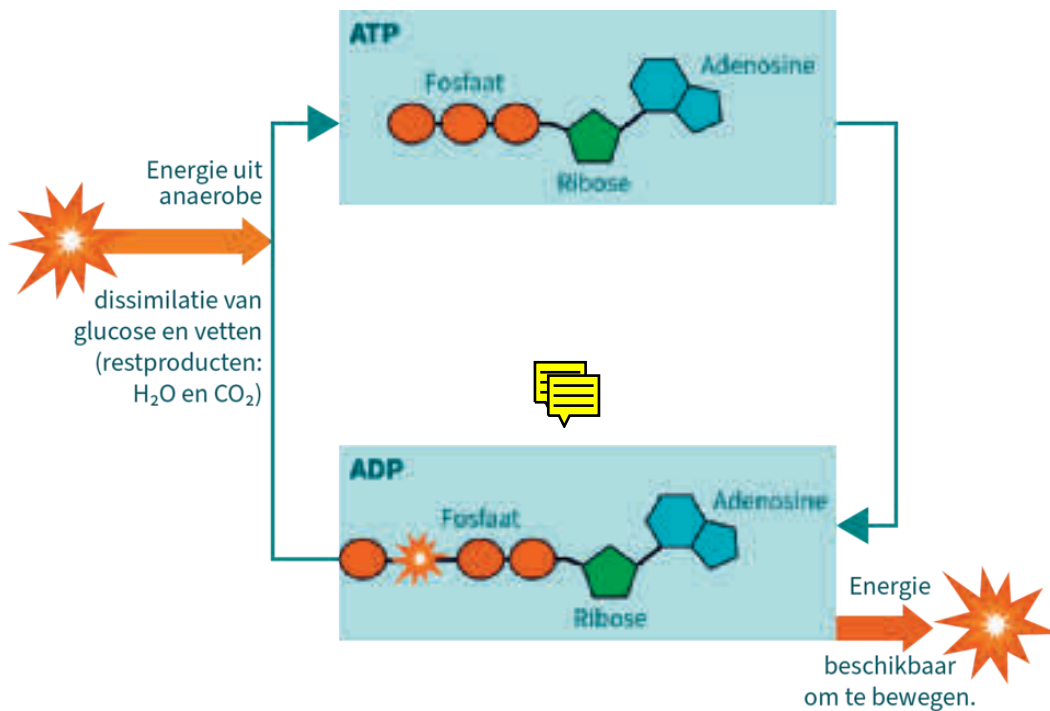 ATP
Fosfaat
Adenosine
Ribose
Energie uit
anaerobe
dissimilatie van
glucose en vetten
(restproducten:
H₂O en CO₂)
ADP
Fosfaat
Adenosine
Ribose
Energie
beschikbaar
om te bewegen.